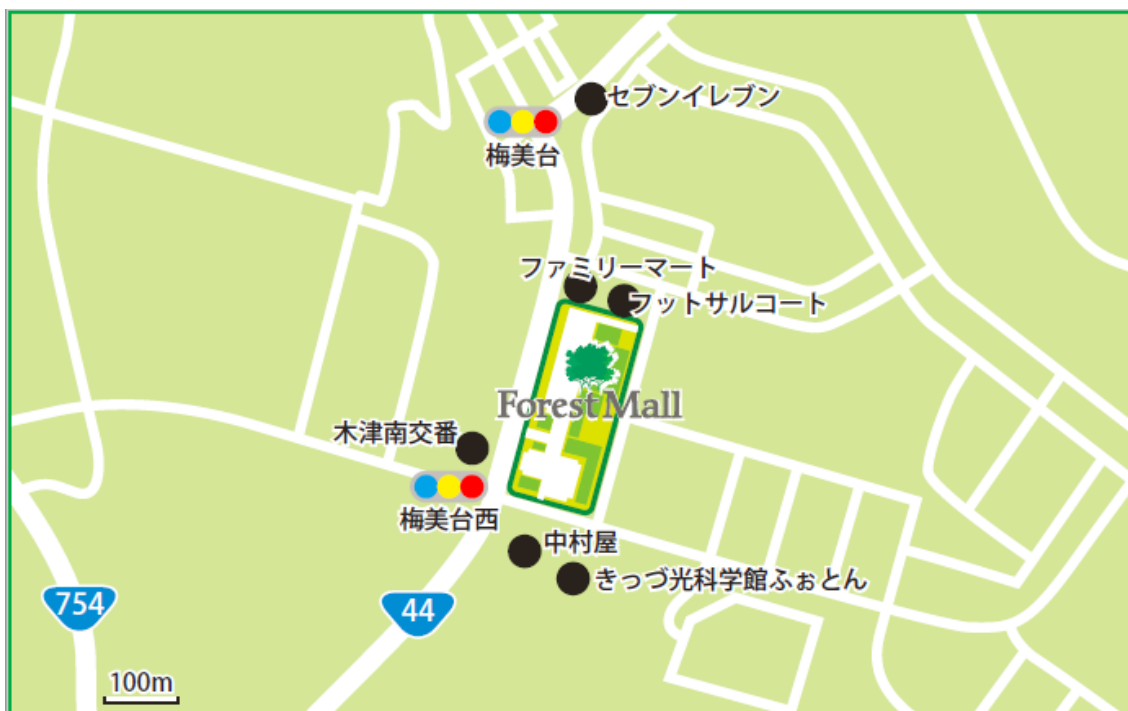 セブンイレブン
梅美台
ファミリーマート
フットサルコート
Forest Mall
木津南交番
梅美台西
中村屋
きっづ光科学館ふぉとん
754
44
100m